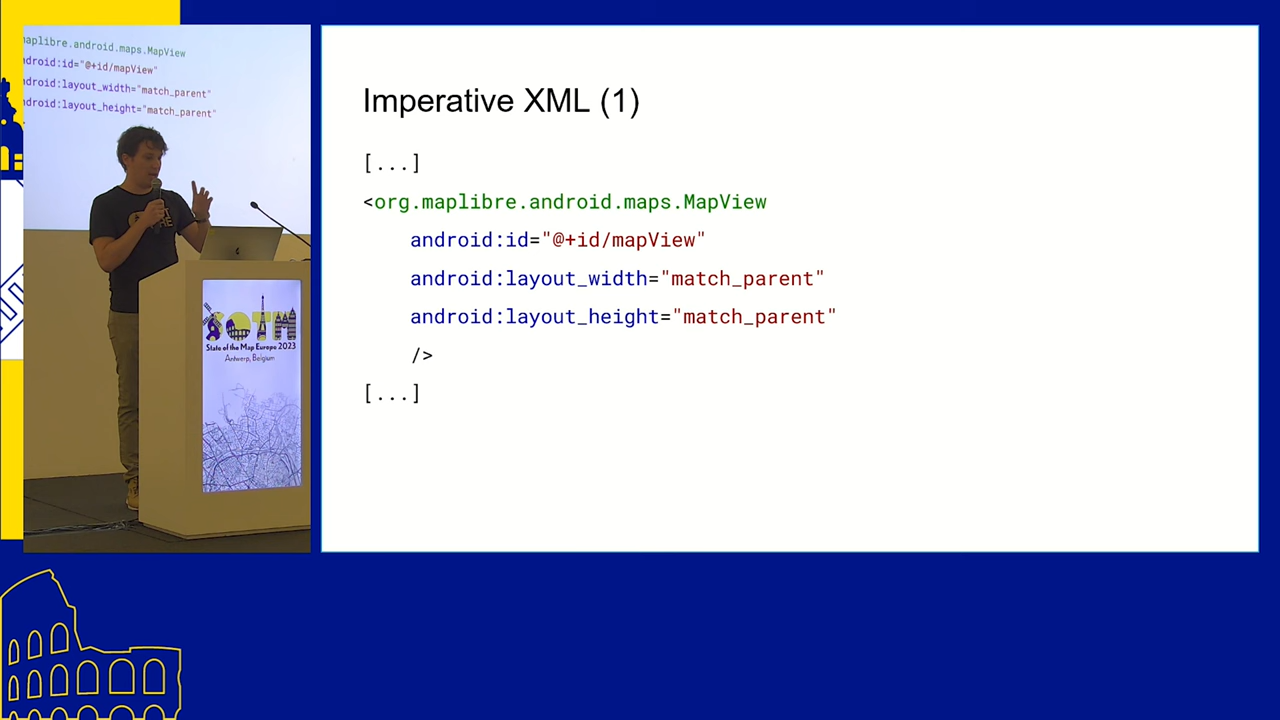 maplibre.android.maps.MapView
ndroid:id="@+id/mapView"
ndroid:layout_width="match_parent"
ndroid:layout_height="match_parent"
SOTM
State of the Map Europe 2023
Antwerp, Belgium
Imperative XML (1)
[...]
<org.maplibre.android.maps.MapView
android:id="@+id/mapView"
android:layout_width="match_parent"
android:layout_height="match_parent"
/>
[...]